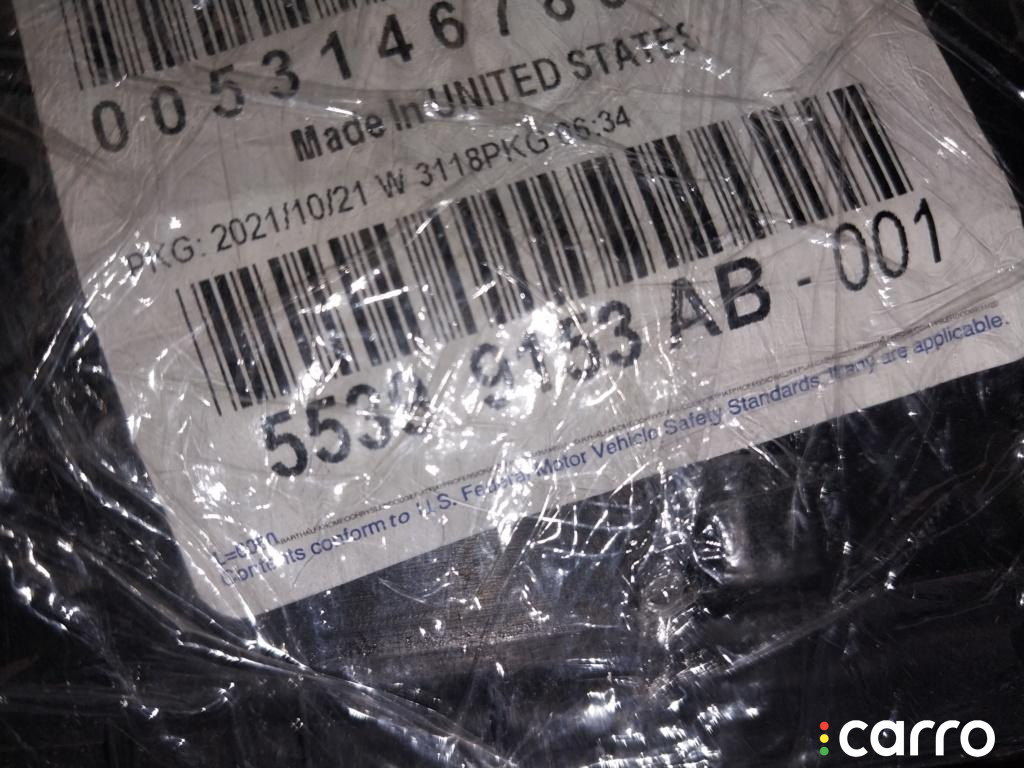 0053146
Made In UNITED STATES
PKG: 2021/10/21 W 3118PKG 06:34
9153 AB - 001
Contents conform to U.S. Federal Motor Vehicle Safety Standards, if any are applicable.
carro